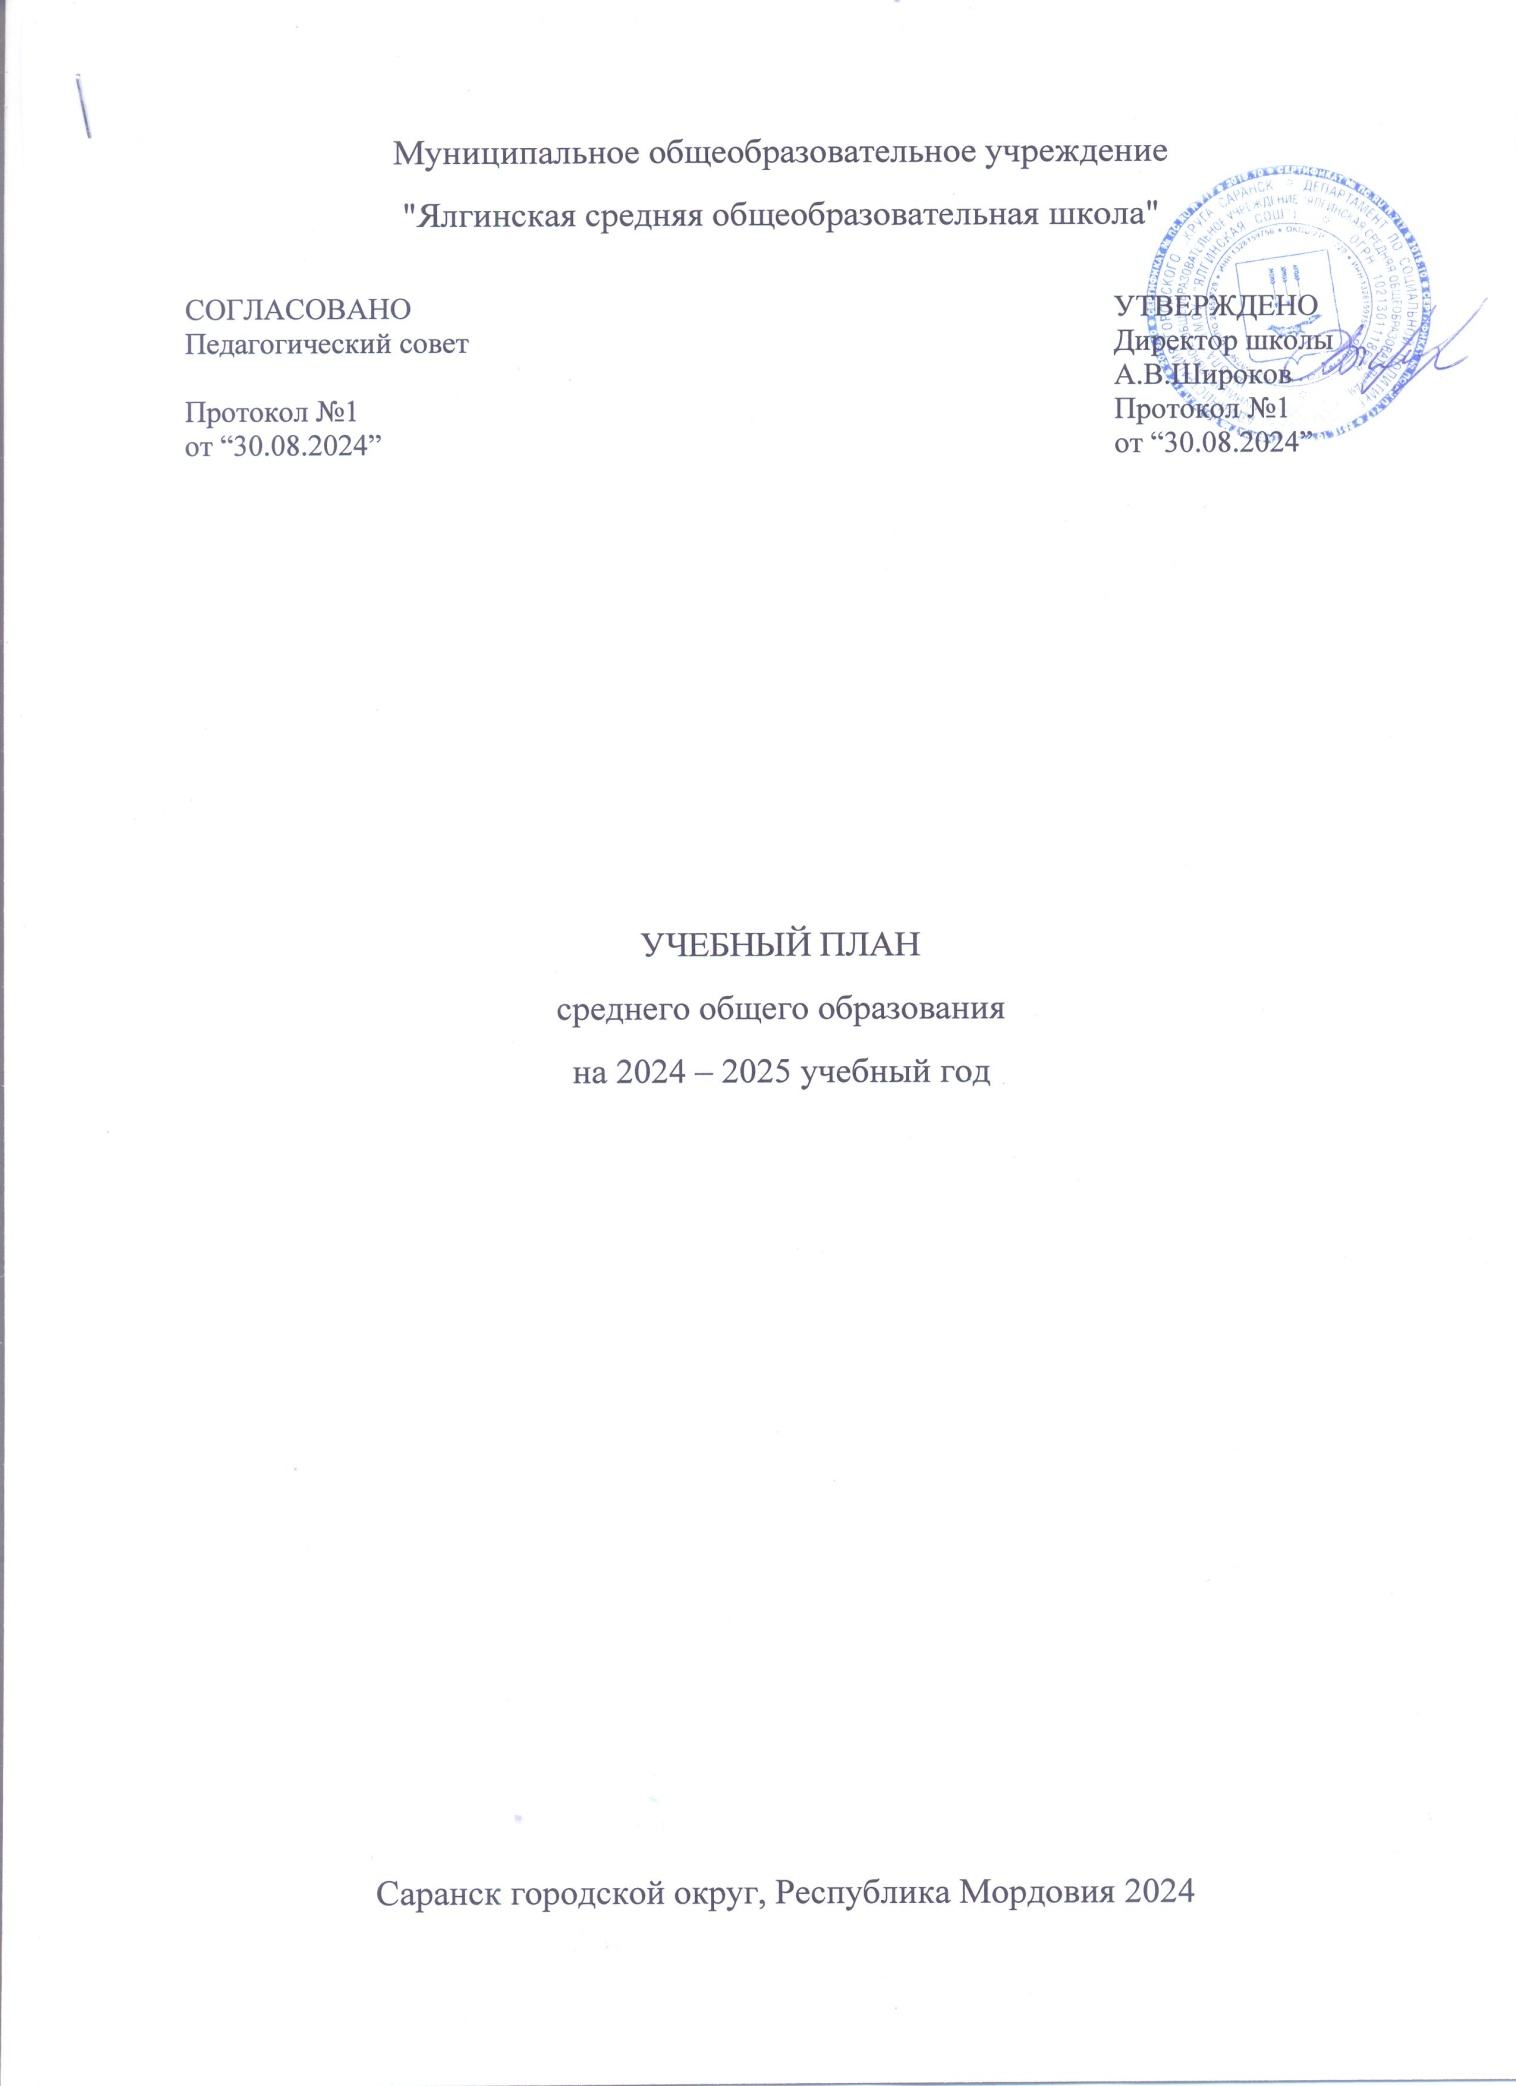 Муниципальное общеобразовательное учреждение
"Ялгинская средняя общеобразовательная школа"
СОГЛАСОВАНО
Педагогический совет
Протокол №1
от “30.08.2024”
УТВЕРЖДЕНО
Директор школы
А.В.Широков
Протокол №1
от “30.08.2024”
УЧЕБНЫЙ ПЛАН
среднего общего образования
на 2024 – 2025 учебный год
Саранск городской округ, Республика Мордовия 2024